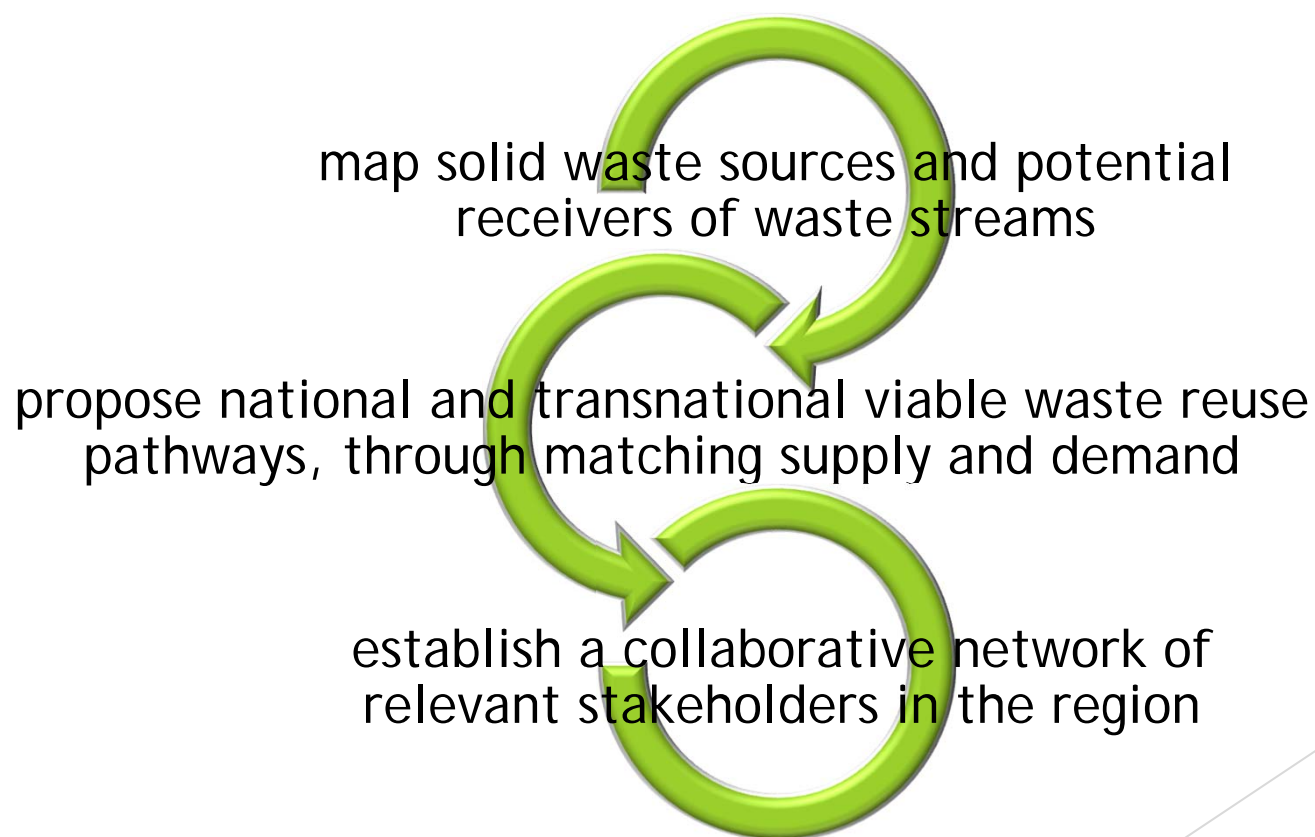 map solid waste sources and potential
receivers of waste streams
propose national and transnational viable waste reuse
pathways, through matching supply and demand
establish a collaborative network of
relevant stakeholders in the region